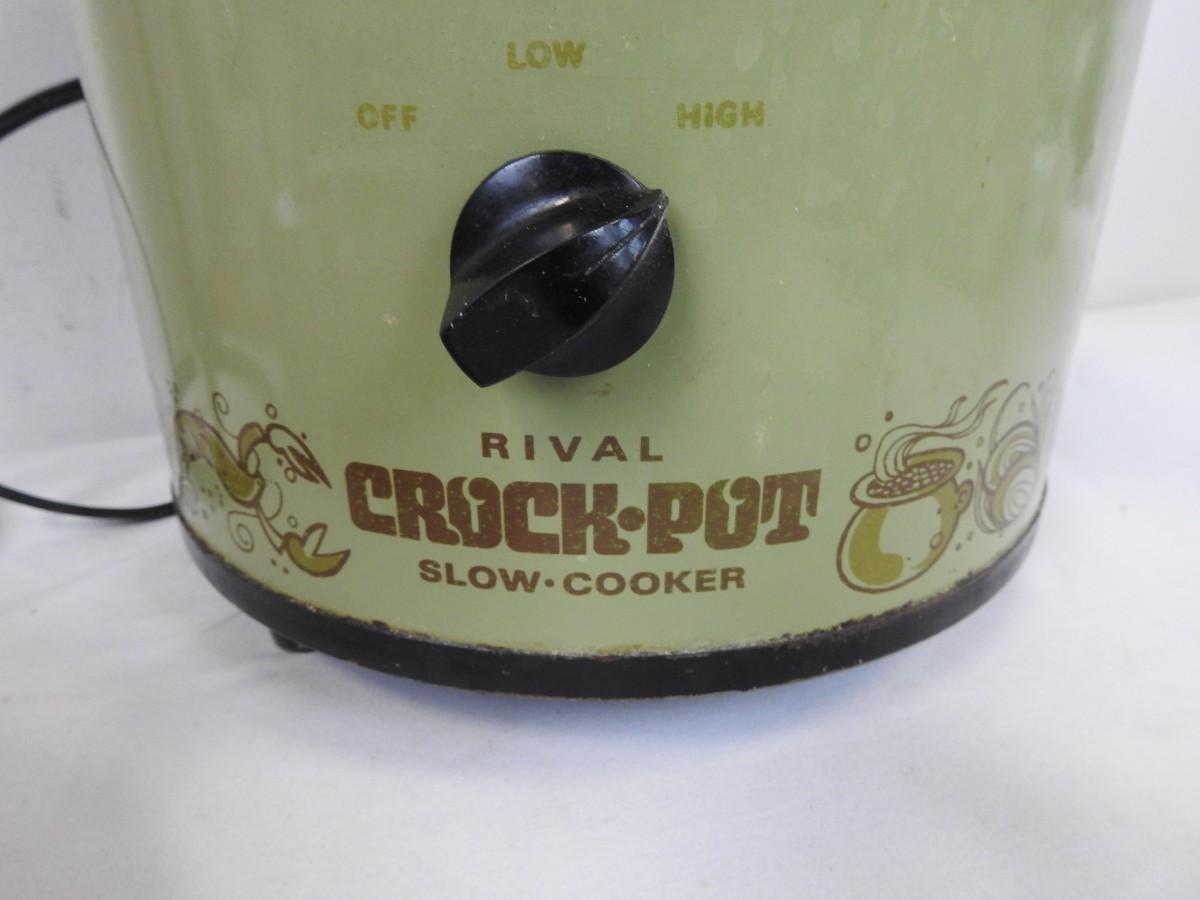 LOW
OFF HIGH
RIVAL
CROCK•POT
SLOW•COOKER